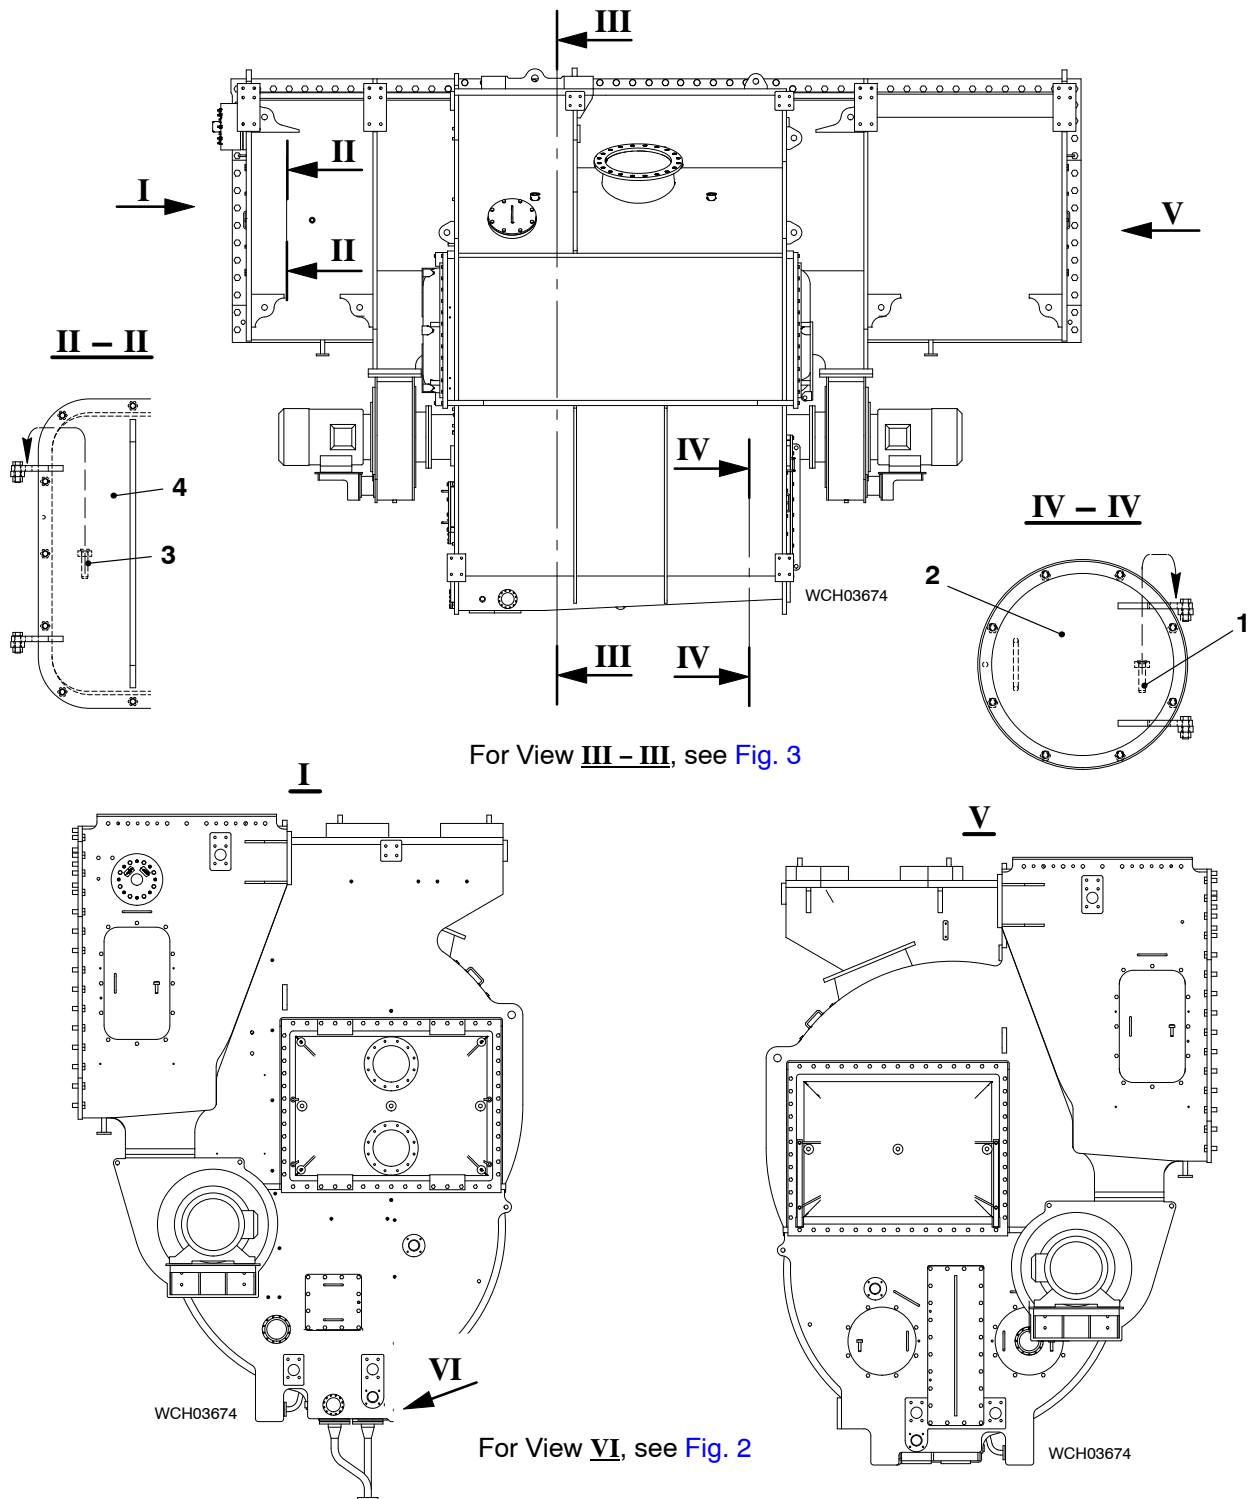 III
II
I
V
II
II – II
IV
4
3
IV – IV
2
1
WCH03674
III
IV
For View III – III, see Fig. 3
I
V
VI
WCH03674
For View VI, see Fig. 2
WCH03674